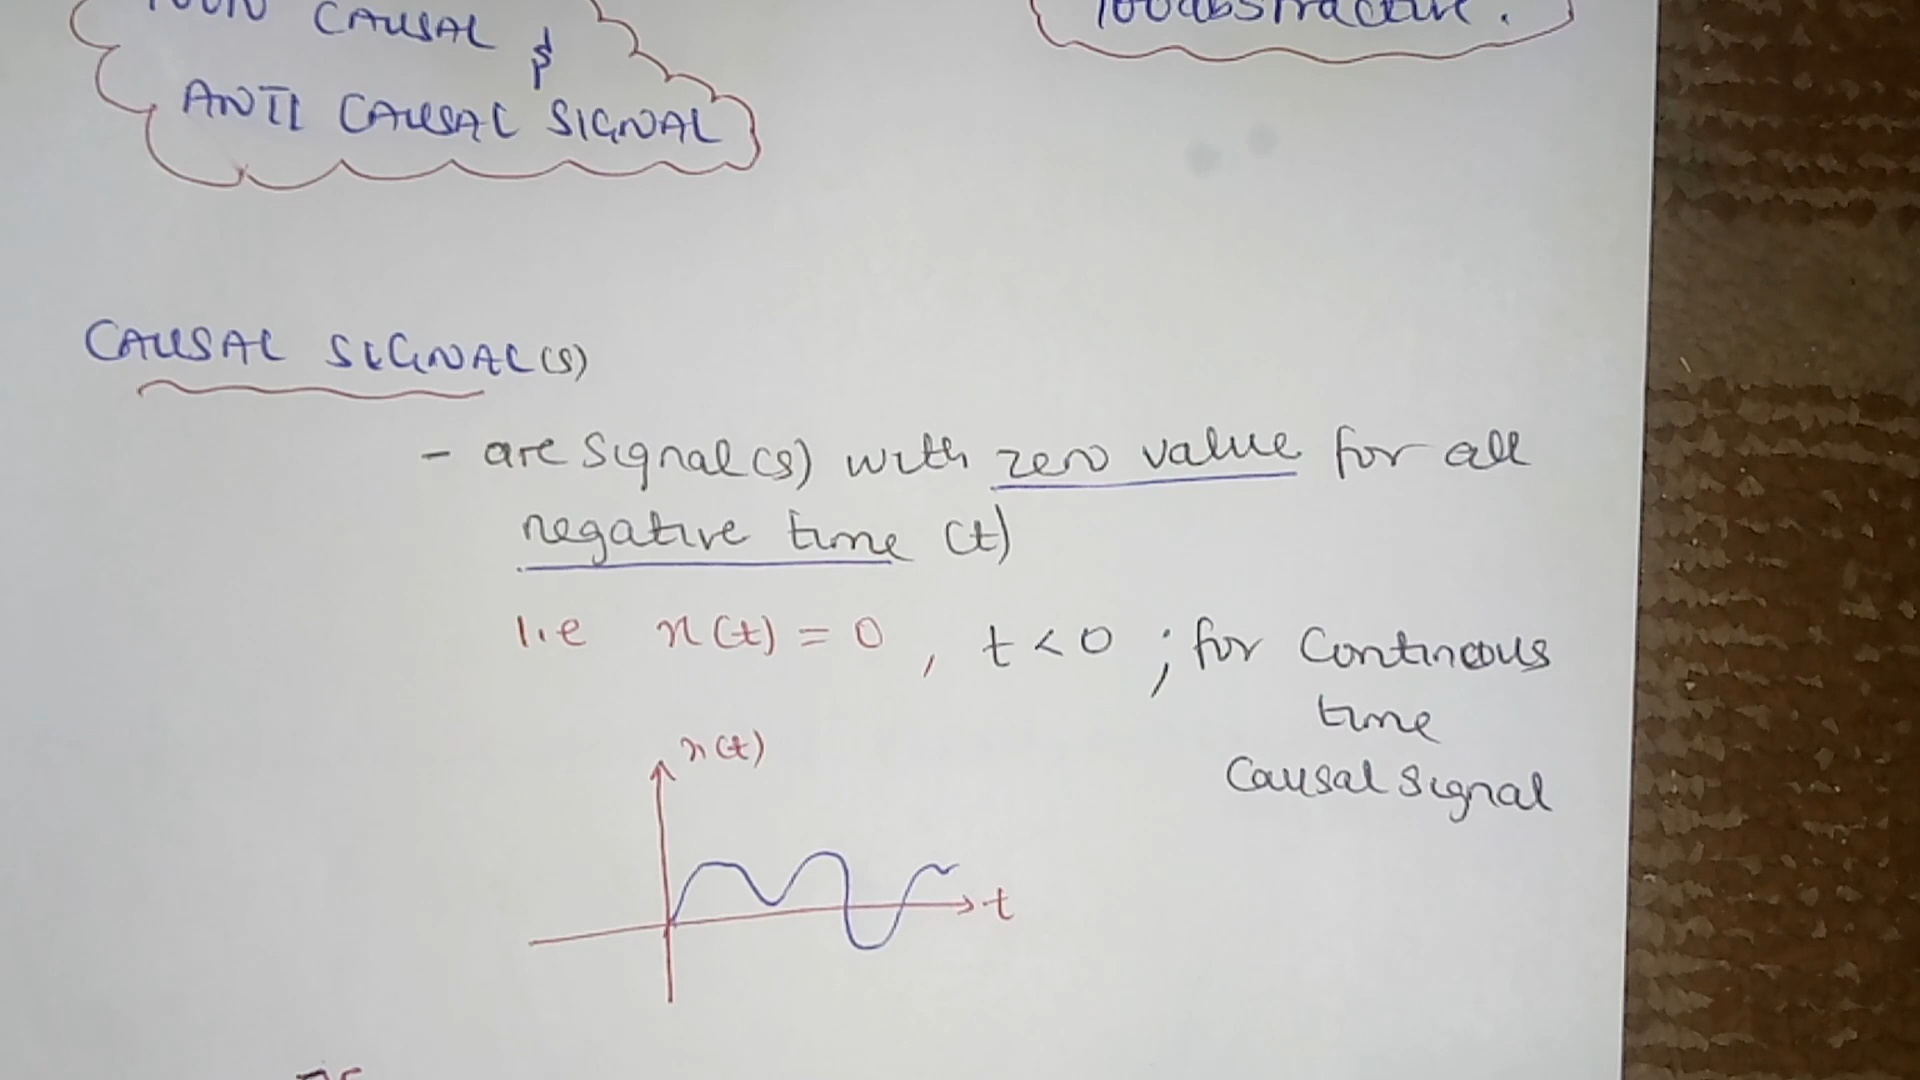 CAUSAL &
ANTI CAUSAL SIGNAL
CAUSAL SIGNAL(S)
- are Signal(s) with zero value for all
negative time (t)
i.e x(t) = 0 , t < 0 ; for Continous
time
Causal Signal
x(t)
t